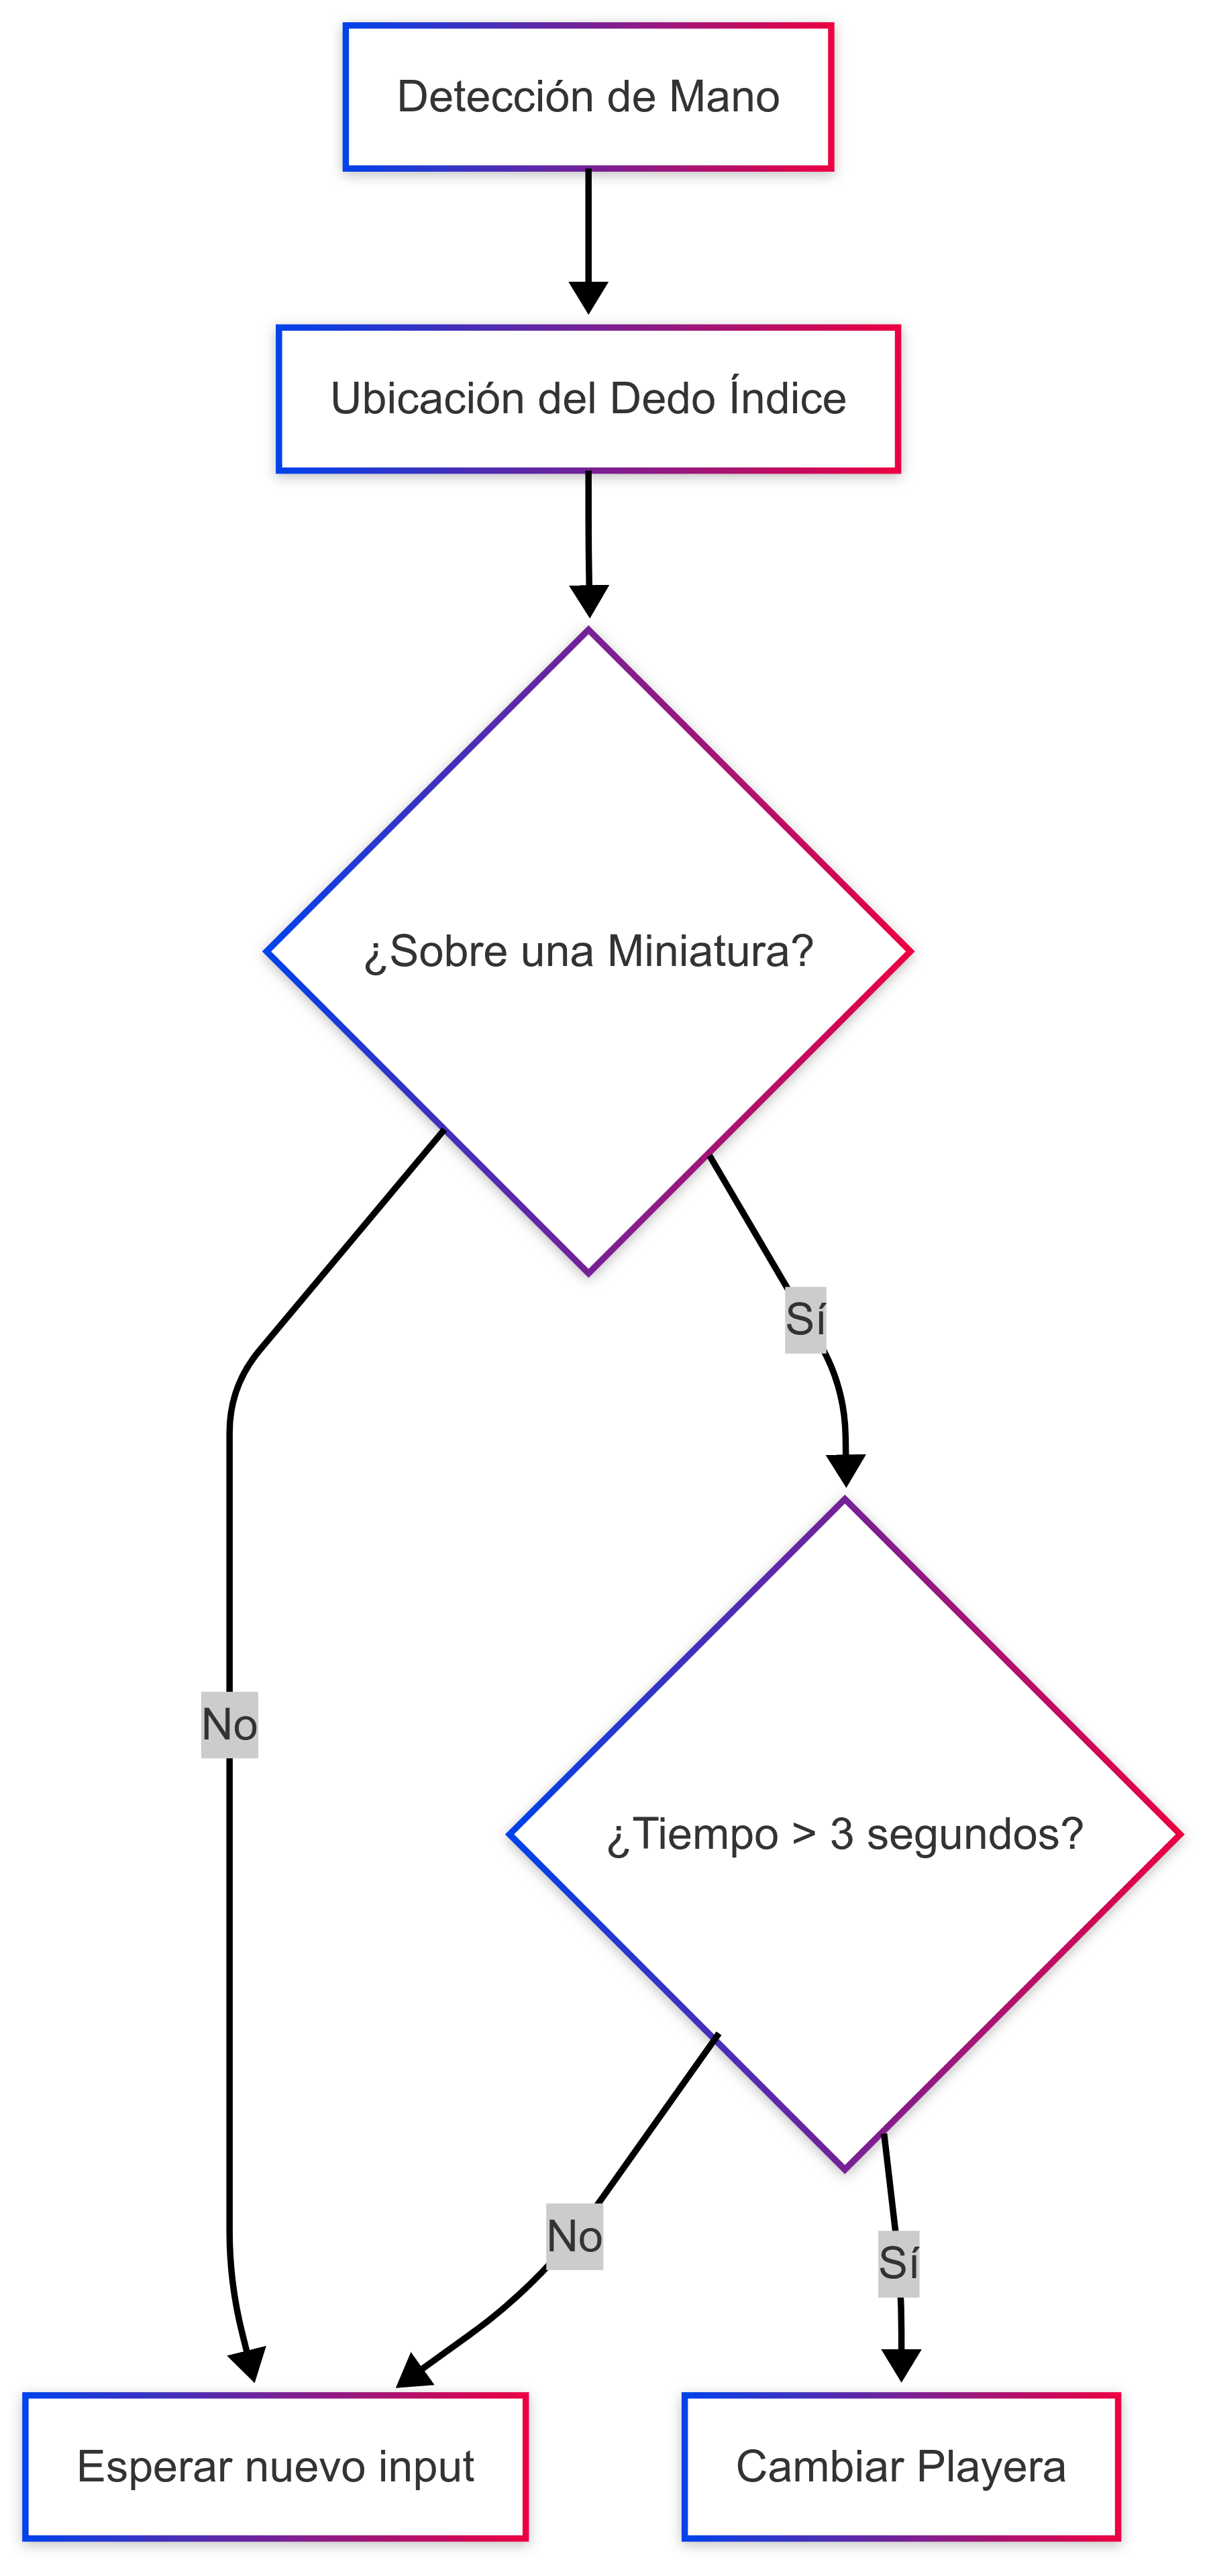 Detección de Mano
Ubicación del Dedo Índice
¿Sobre una Miniatura?
Sí
No
¿Tiempo > 3 segundos?
No
Sí
Esperar nuevo input
Cambiar Playera